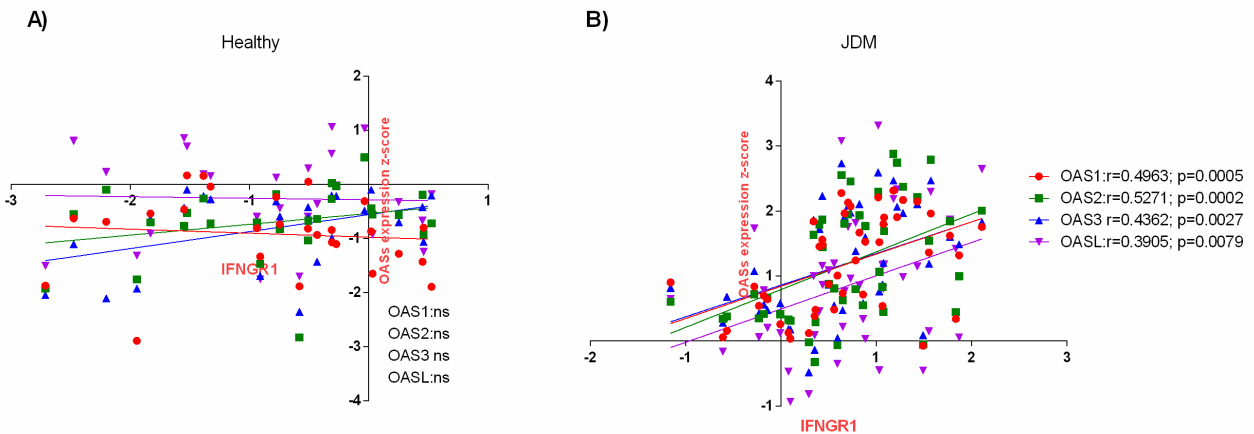 A)
Healthy
2
1
-3
-2
-1
1
-1
-2
-3
-4
IFNGR1
OASs expression z-score
OAS1:ns
OAS2:ns
OAS3 ns
OASL:ns
B)
JDM
4
3
2
1
-2
-1
1
2
3
-1
OASs expression z-score
IFNGR1
OAS1:r=0.4963; p=0.0005
OAS2:r=0.5271; p=0.0002
OAS3 r=0.4362; p=0.0027
OASL:r=0.3905; p=0.0079